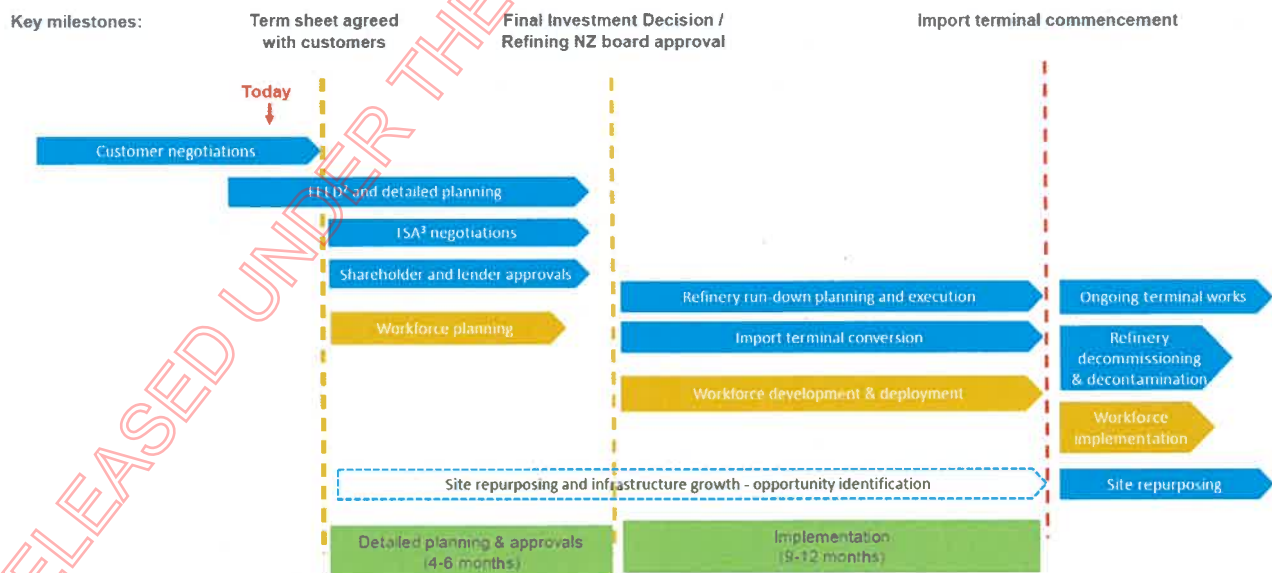 Key milestones:
Term sheet agreed
with customers
Final Investment Decision /
Refining NZ board approval
Import terminal commencement
Today
Customer negotiations
FEED² and detailed planning
TSA³ negotiations
Shareholder and lender approvals
Workforce planning
Refinery run-down planning and execution
Ongoing terminal works
Import terminal conversion
Refinery
decommissioning
& decontamination
Workforce development & deployment
Workforce
implementation
Site repurposing and infrastructure growth - opportunity identification
Site repurposing
Detailed planning & approvals
(4-6 months)
Implementation
(9-12 months)
RELEASED UNDER THE